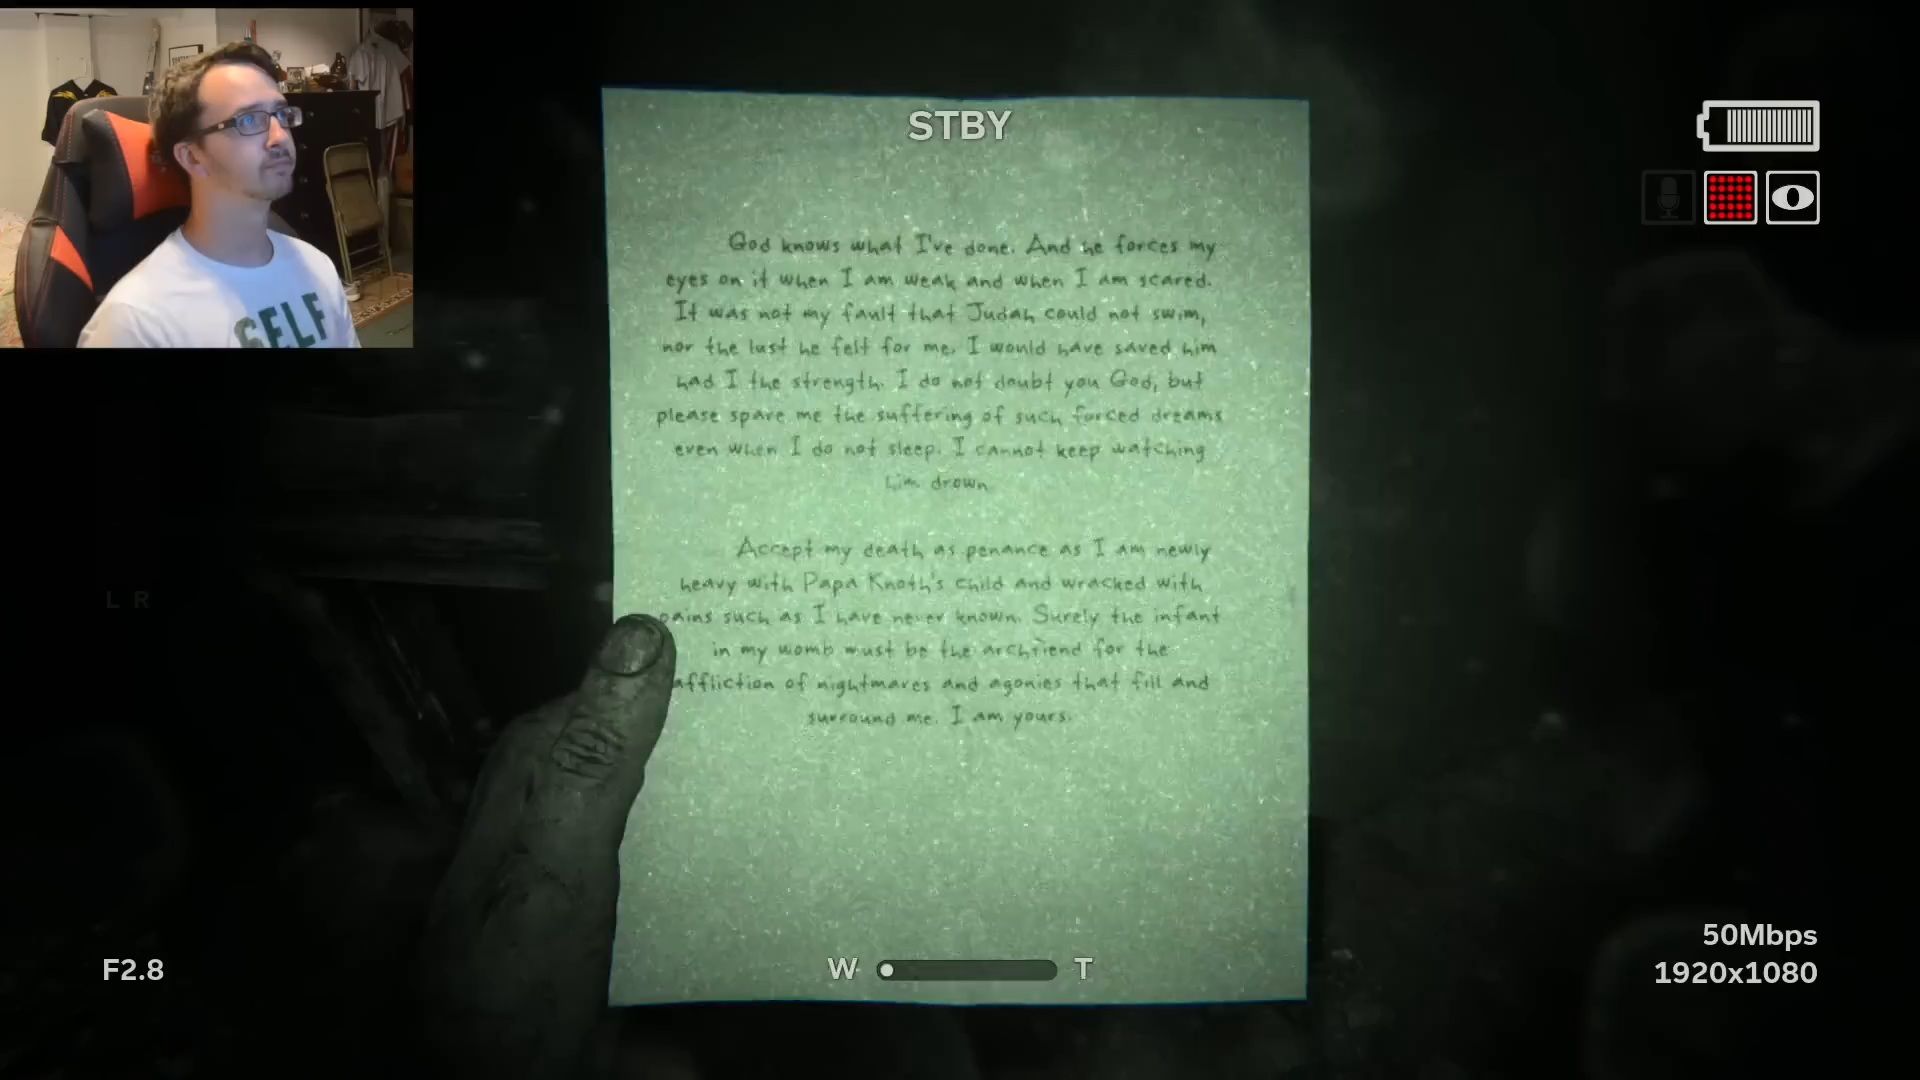 SELF
STBY
God knows what I've done. And he forces my
eyes on it when I am weak and when I am scared.
It was not my fault that Judah could not swim,
nor the lust he felt for me. I would have saved him
had I the strength. I do not doubt you God, but
please spare me the suffering of such forced dreams
even when I do not sleep. I cannot keep watching
him drown.
Accept my death as penance as I am newly
heavy with Papa Knoth's child and wracked with
pains such as I have never known. Surely the infant
in my womb must be the archfiend for the
affliction of nightmares and agonies that fill and
surround me. I am yours.
L R
F2.8
W T
50Mbps
1920x1080